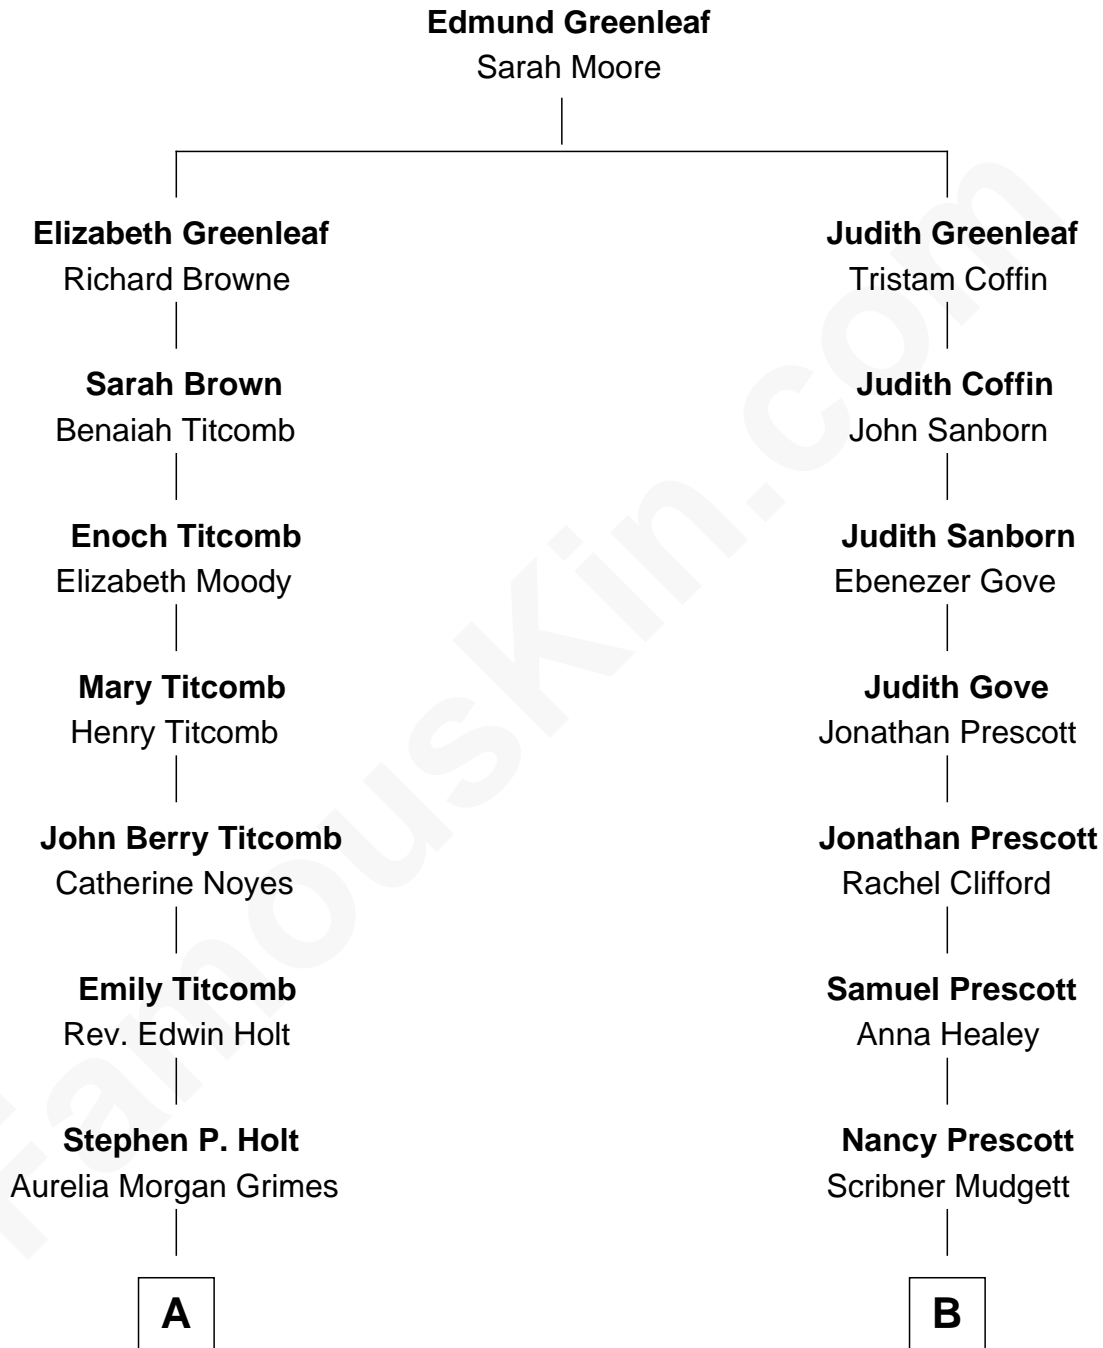 Edmund Greenleaf
Sarah Moore
Elizabeth Greenleaf
Richard Browne
Sarah Brown
Benaiah Titcomb
Enoch Titcomb
Elizabeth Moody
Mary Titcomb
Henry Titcomb
John Berry Titcomb
Catherine Noyes
Emily Titcomb
Rev. Edwin Holt
Stephen P. Holt
Aurelia Morgan Grimes
A
Judith Greenleaf
Tristam Coffin
Judith Coffin
John Sanborn
Judith Sanborn
Ebenezer Gove
Judith Gove
Jonathan Prescott
Jonathan Prescott
Rachel Clifford
Samuel Prescott
Anna Healey
Nancy Prescott
Scribner Mudgett
B
FamousKin.com